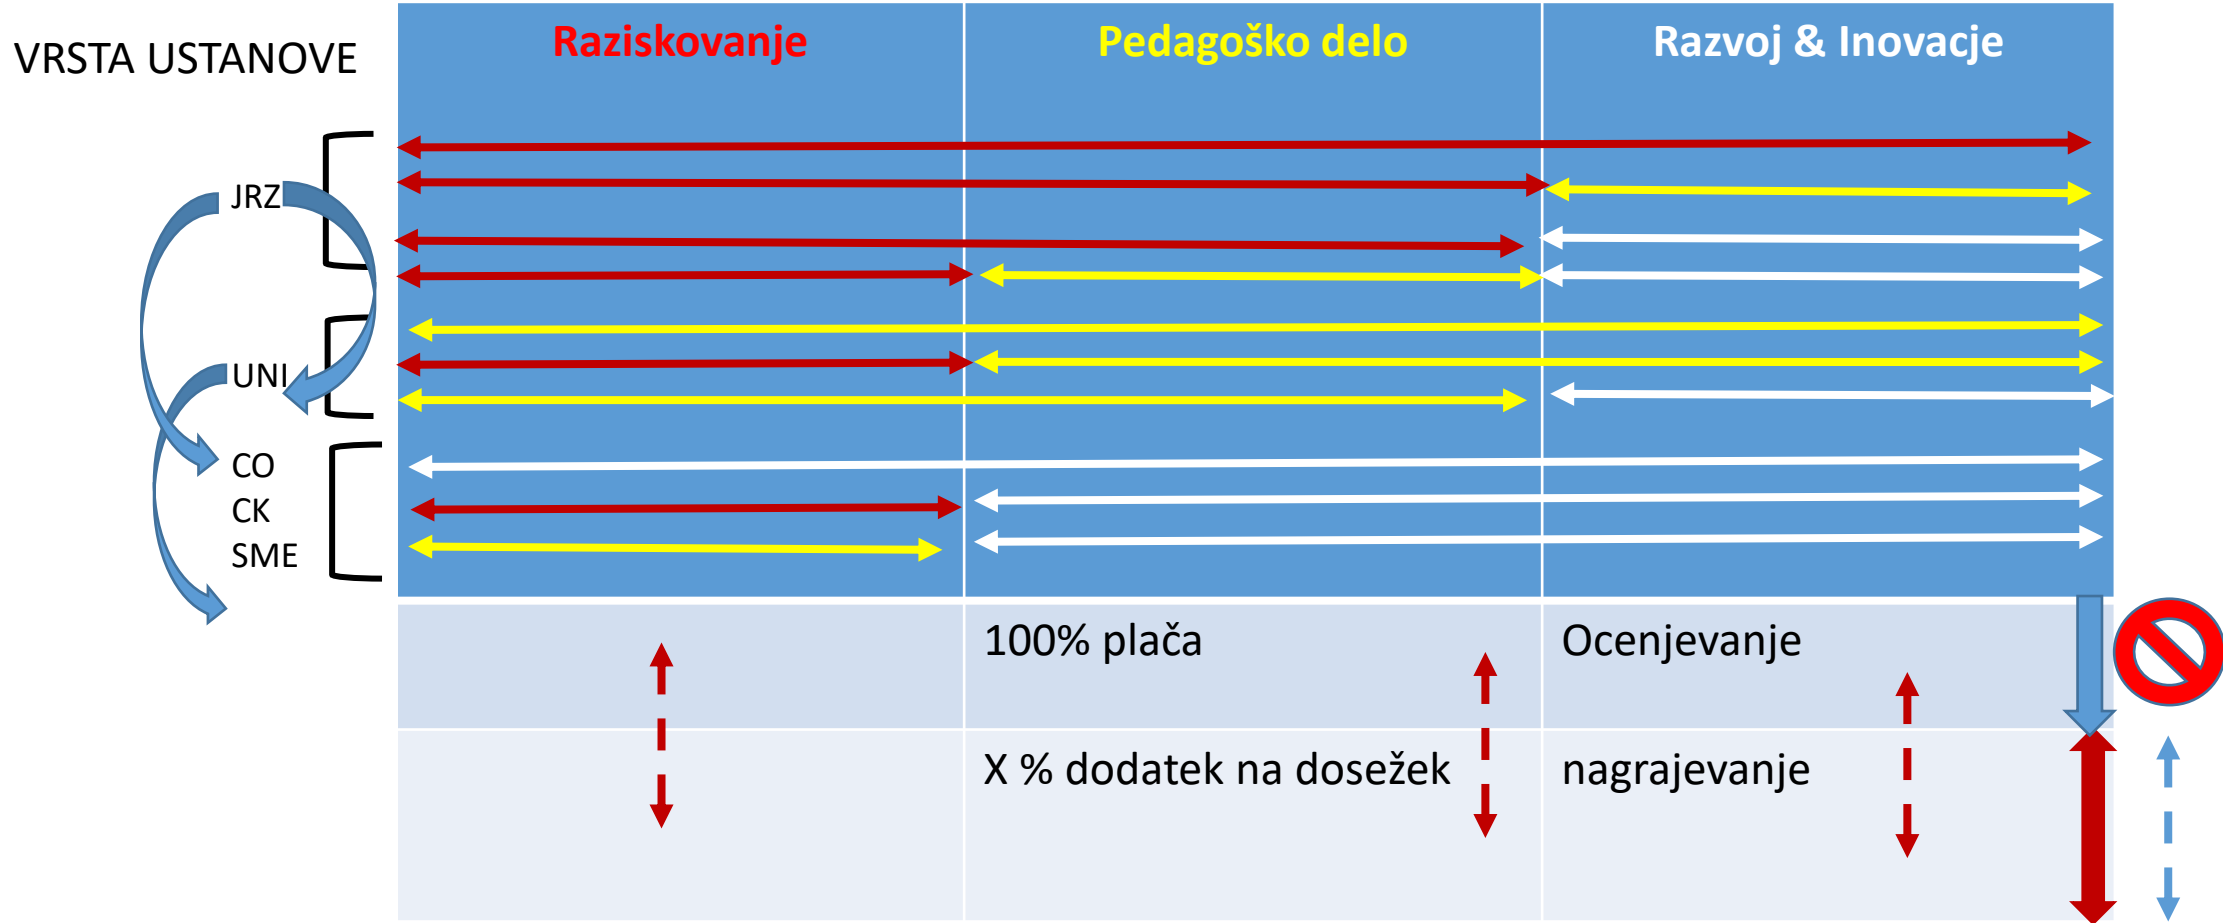 VRSTA USTANOVE
Raziskovanje
Pedagoško delo
Razvoj & Inovacje
JRZ
UNI
CO
CK
SME
100% plača
Ocenjevanje
X % dodatek na dosežek
nagrajevanje